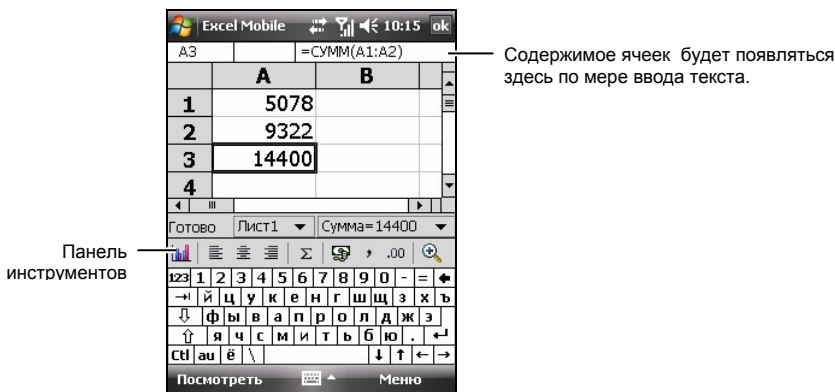 Excel Mobile 10:15 ok
A3 =СУММ(A1:A2)
Содержимое ячеек будет появляться
здесь по мере ввода текста.
A B
1 5078
2 9322
3 14400
4
Готово Лист1 Сумма=14400
Панель
инструментов
Σ , .00
123 1 2 3 4 5 6 7 8 9 0 - =
й ц у к е н г ш щ з х ъ
ф ы в а п р о л д ж э
я ч с м и т ь б ю .
Ctl au ё \
Посмотреть Меню